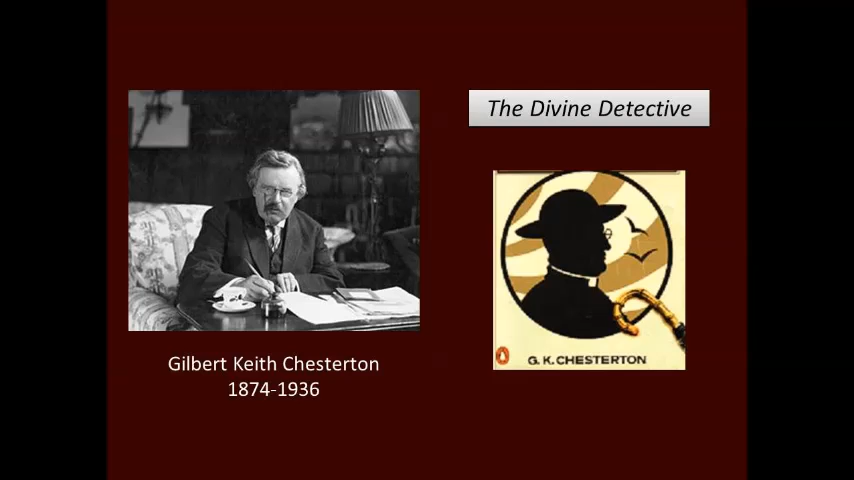 The Divine Detective
G. K. CHESTERTON
Gilbert Keith Chesterton
1874-1936